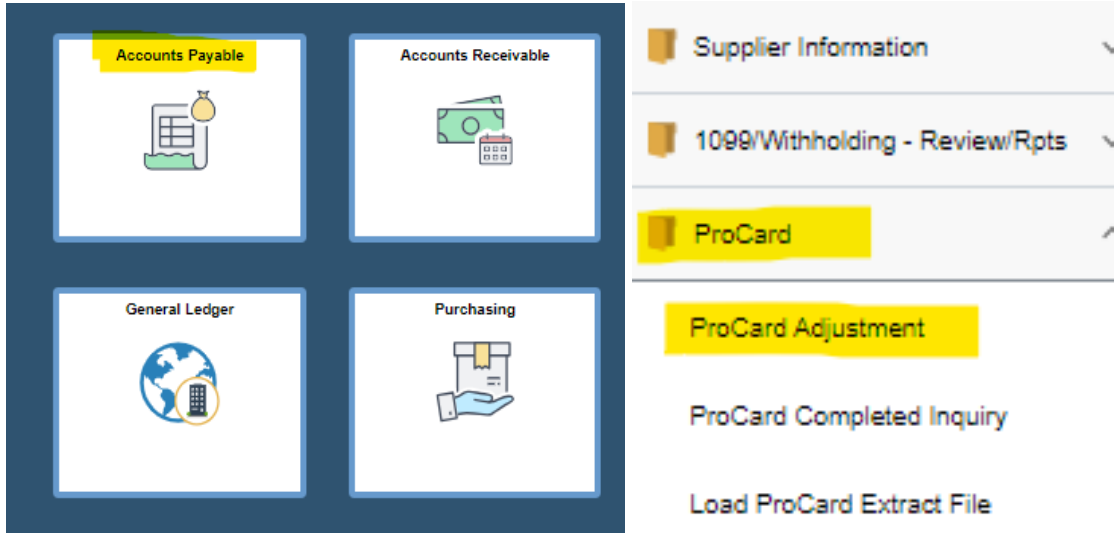 Accounts Payable
Accounts Receivable
General Ledger
Purchasing
Supplier Information
1099/Withholding - Review/Rpts
ProCard
ProCard Adjustment
ProCard Completed Inquiry
Load ProCard Extract File